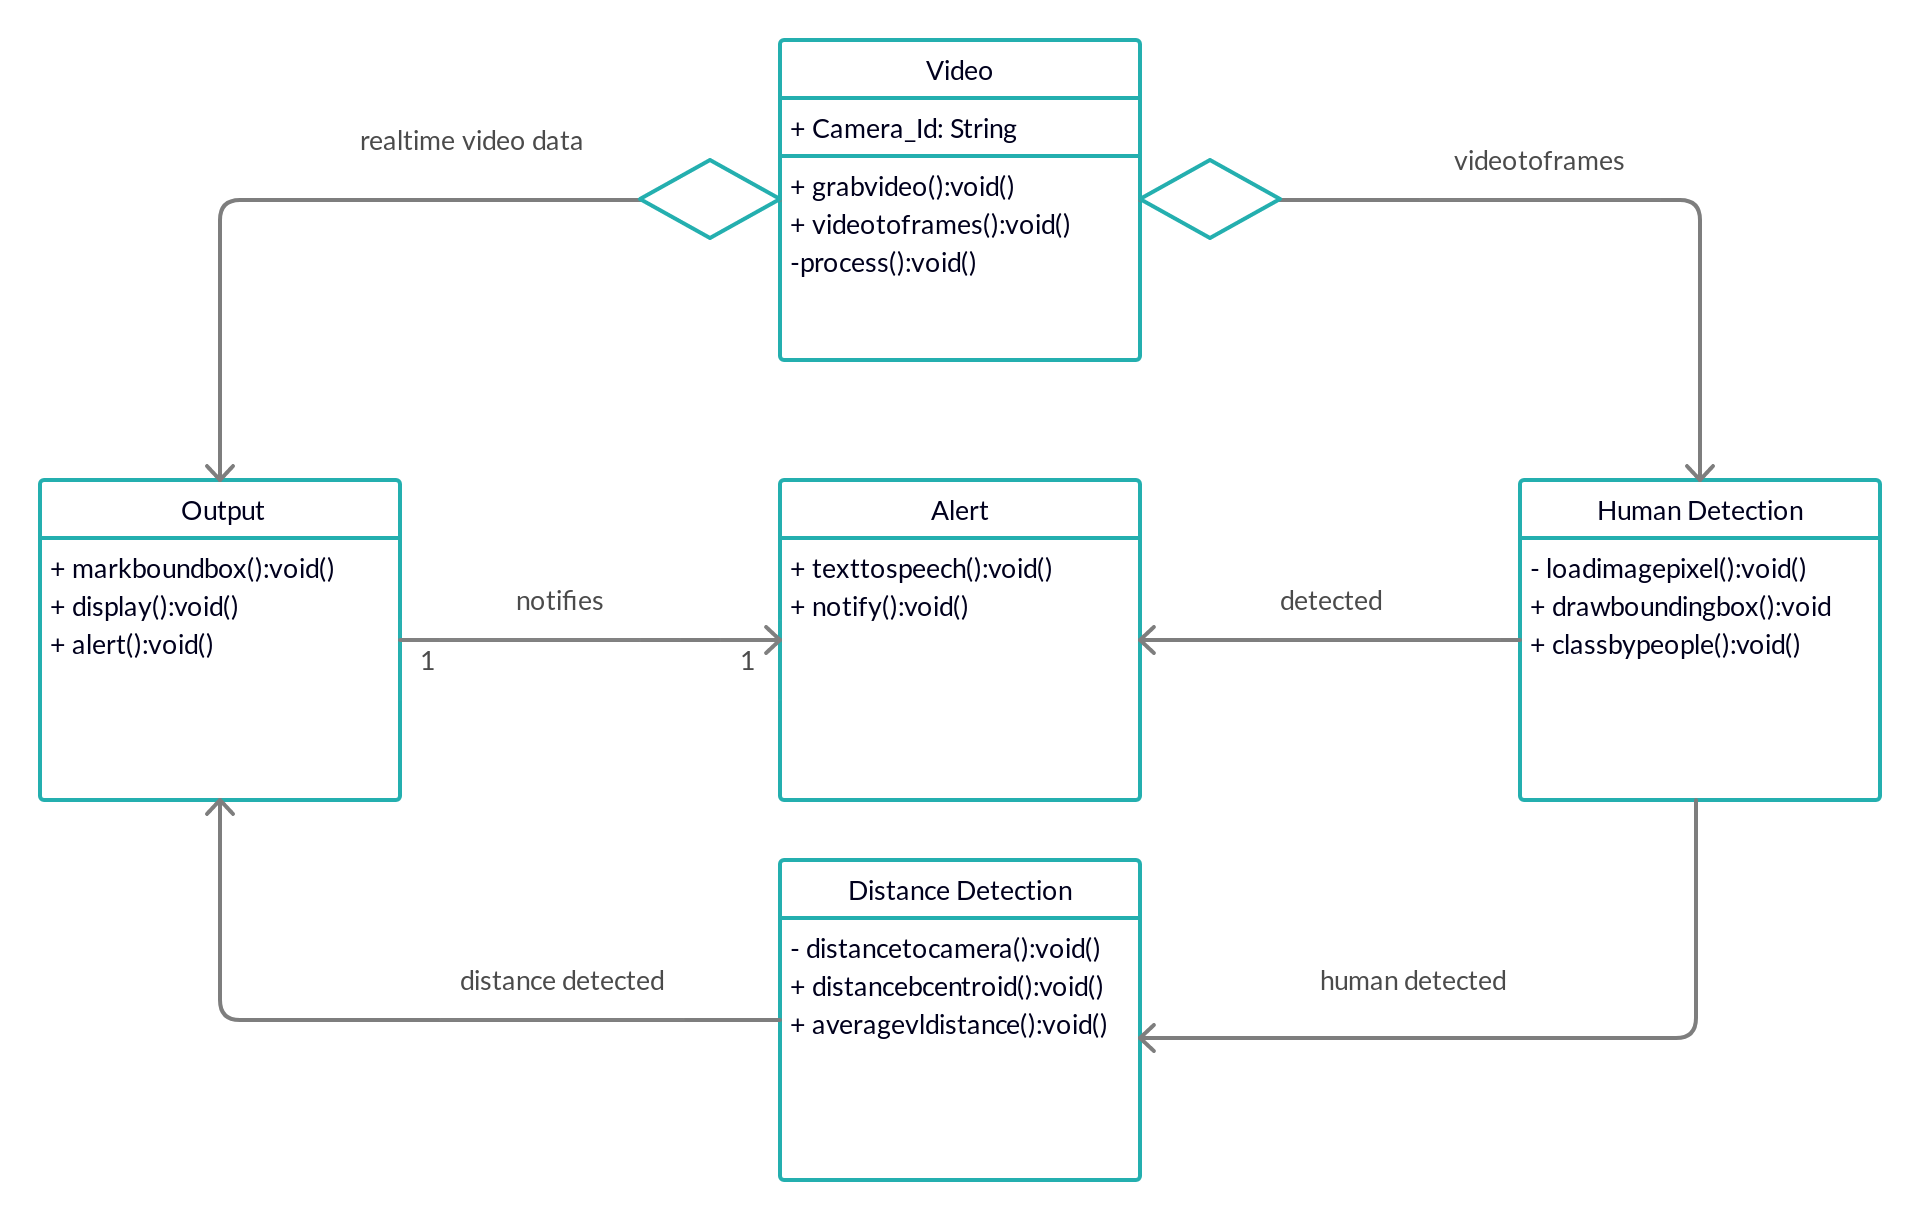 Video
+ Camera_Id: String
+ grabvideo():void()
+ videotoframes():void()
-process():void()
realtime video data
videotoframes
Output
+ markboundbox():void()
+ display():void()
+ alert():void()
notifies
1
1
Alert
+ texttospeech():void()
+ notify():void()
detected
Human Detection
- loadimagepixel():void()
+ drawboundingbox():void
+ classbypeople():void()
Distance Detection
- distancetocamera():void()
+ distancebcentroid():void()
+ averagevldistance():void()
distance detected
human detected